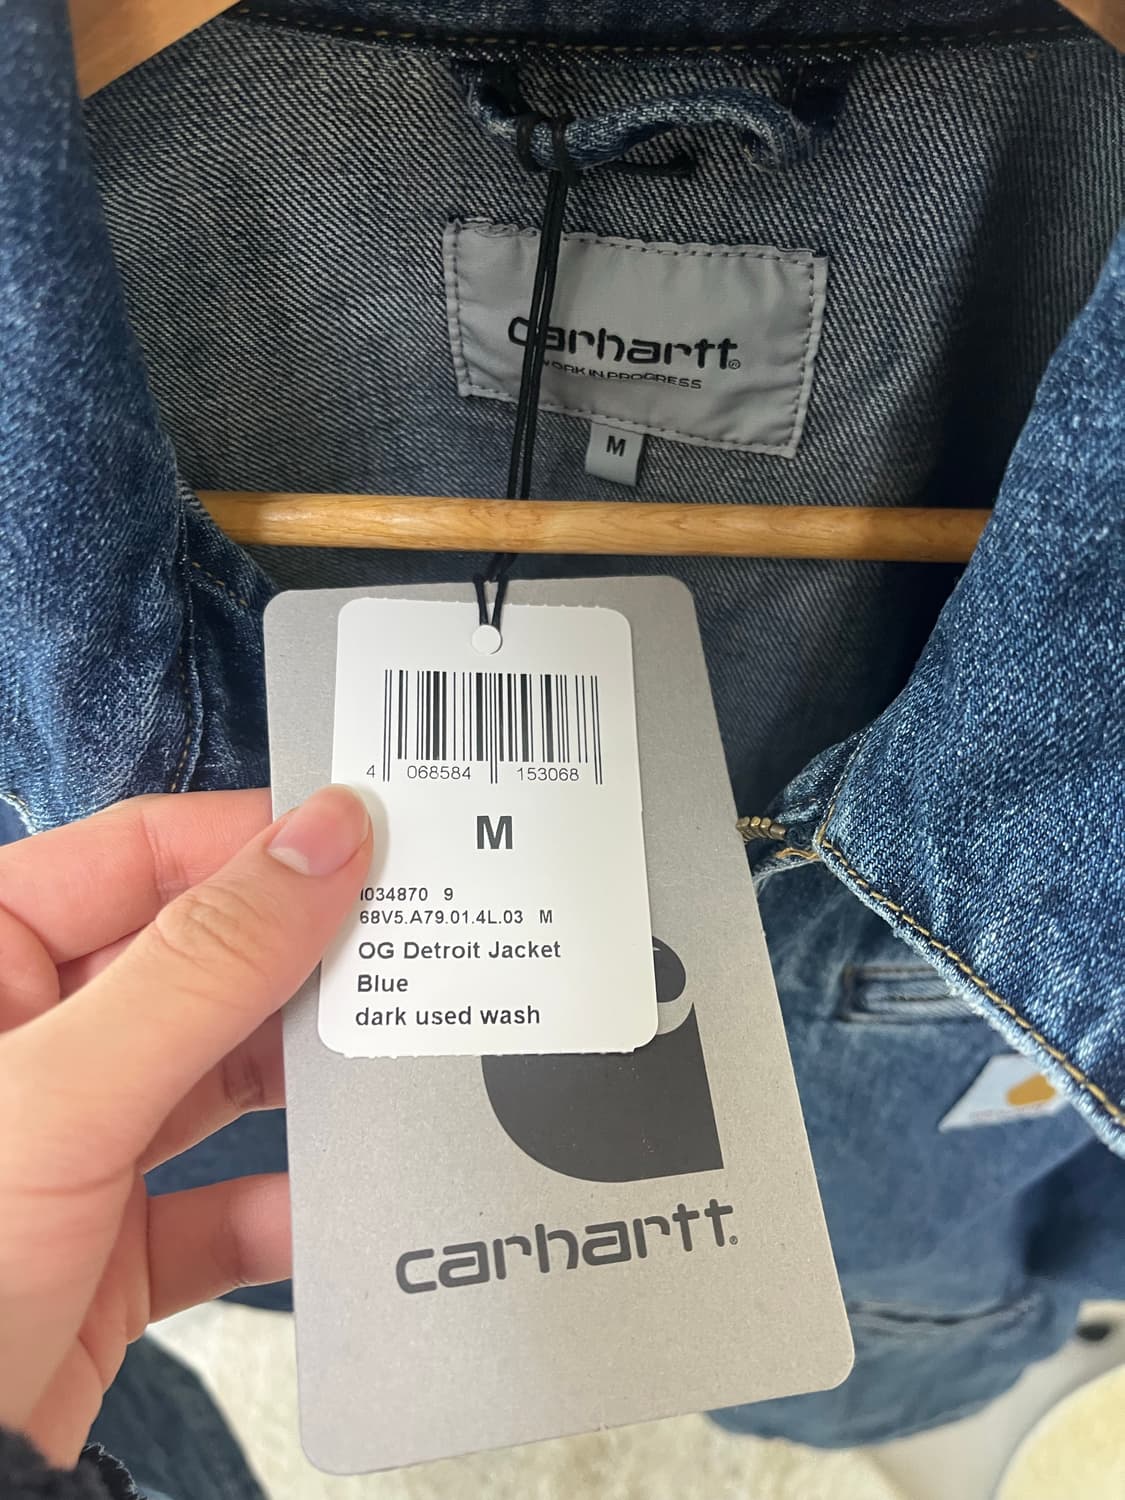 carhartt®
WORK IN PROGRESS
M
4 068584 153068
M
I034870 9
68V5.A79.01.4L.03 M
OG Detroit Jacket
Blue
dark used wash
carhartt®